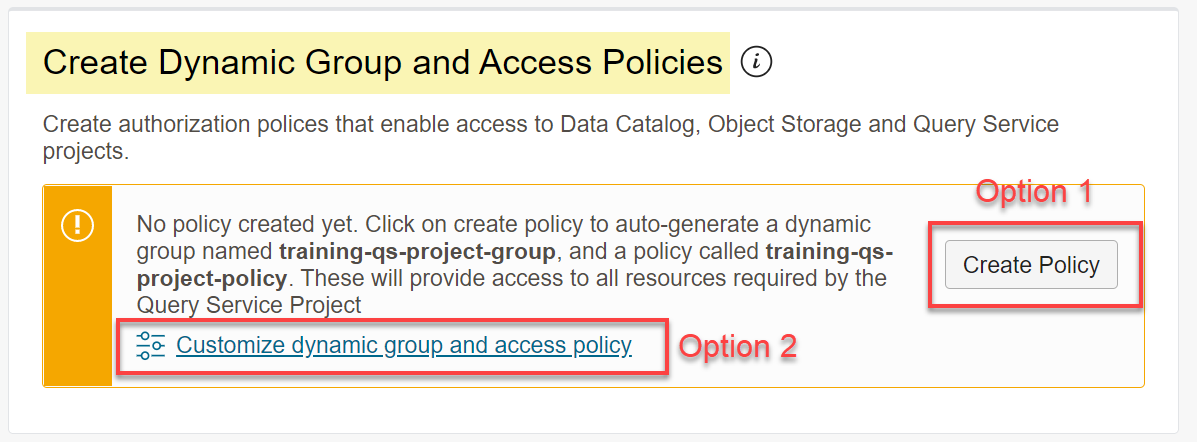 Create Dynamic Group and Access Policies i
Create authorization polices that enable access to Data Catalog, Object Storage and Query Service
projects.
Option 1
No policy created yet. Click on create policy to auto-generate a dynamic
group named training-qs-project-group, and a policy called training-qs-
project-policy. These will provide access to all resources required by the
Query Service Project
Create Policy
Customize dynamic group and access policy
Option 2